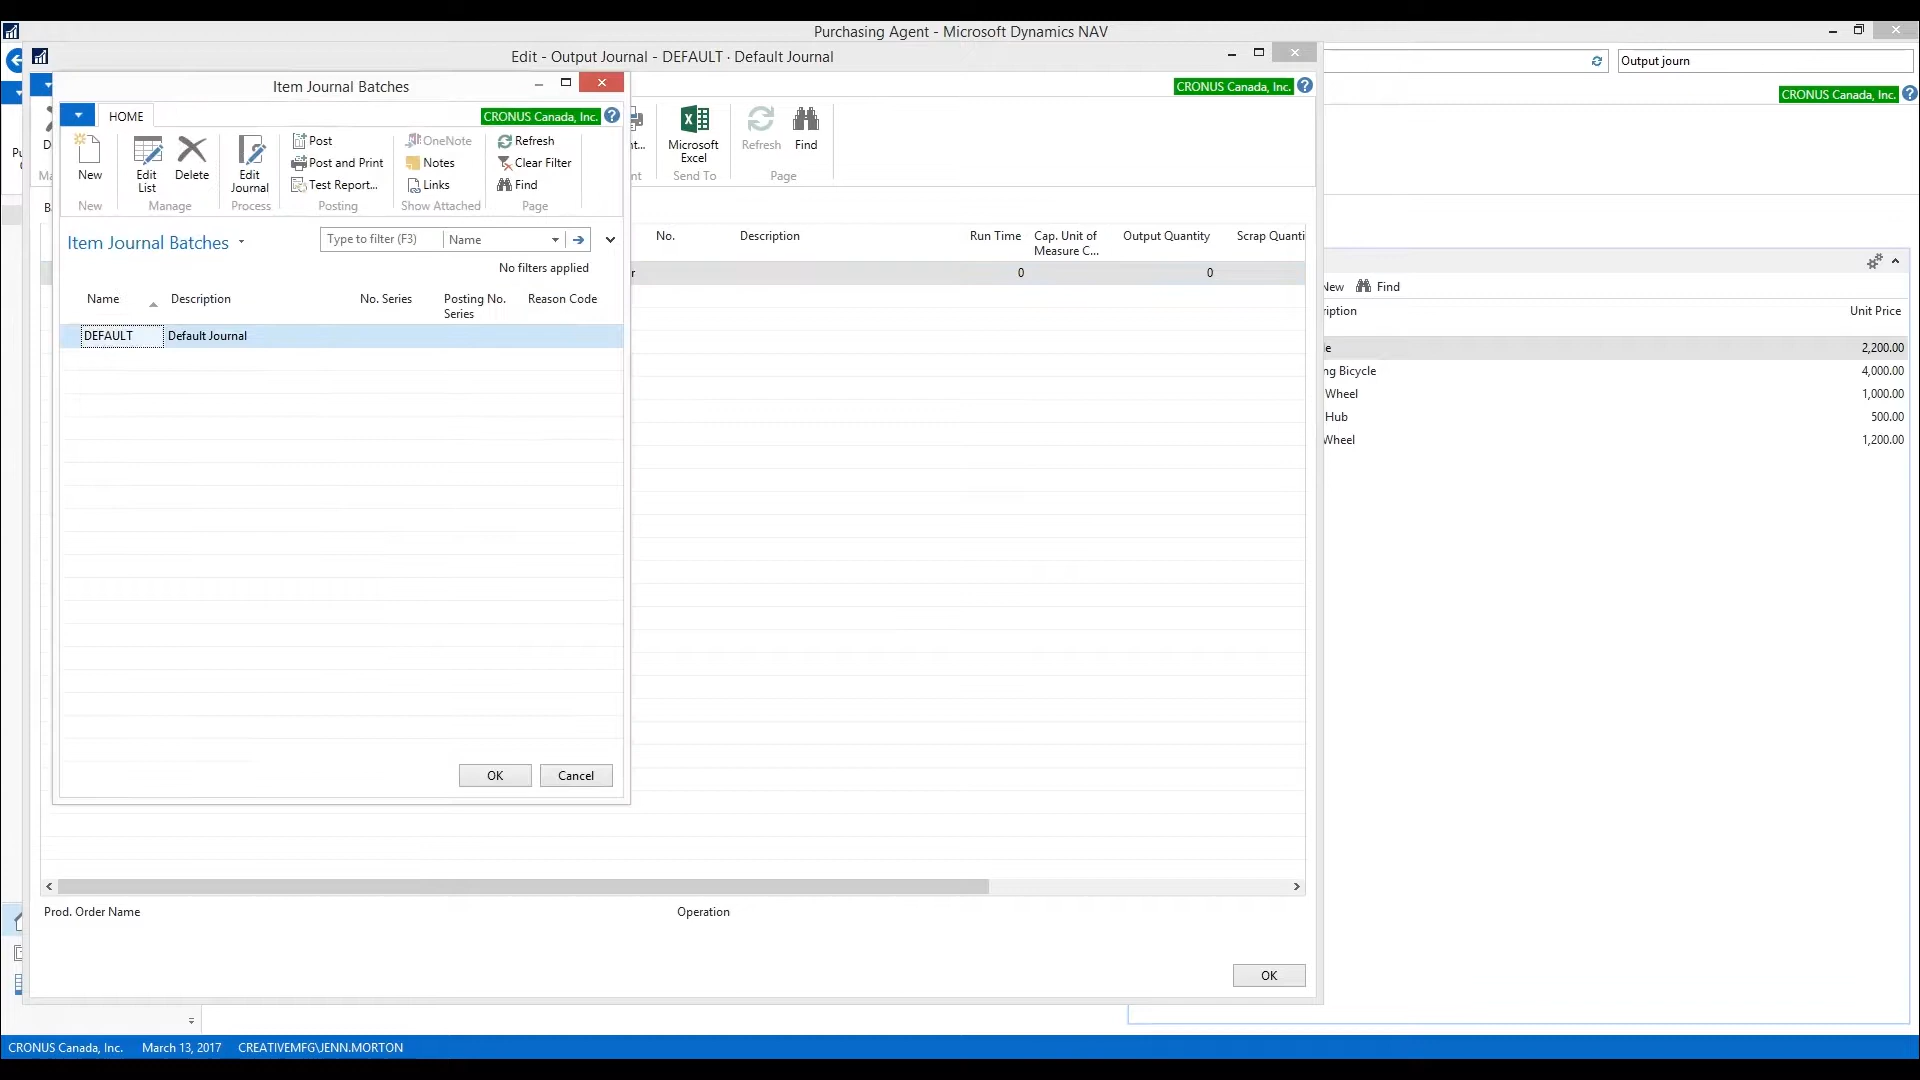 Purchasing Agent - Microsoft Dynamics NAV
Edit - Output Journal - DEFAULT · Default Journal
Output journ
Item Journal Batches
CRONUS Canada, Inc.
CRONUS Canada, Inc.
HOME
CRONUS Canada, Inc.
New
Edit List
Delete
Edit Journal
Post
Post and Print
Test Report...
OneNote
Notes
Links
Refresh
Clear Filter
Find
New
Manage
Process
Posting
Show Attached
Page
Microsoft Excel
Refresh
Find
Send To
Page
Item Journal Batches
Type to filter (F3)
Name
No filters applied
Name
Description
No. Series
Posting No. Series
Reason Code
DEFAULT
Default Journal
OK
Cancel
No.
Description
Run Time
Cap. Unit of Measure C...
Output Quantity
Scrap Quanti
r
0
0
New
Find
ription
Unit Price
le
2,200.00
ng Bicycle
4,000.00
Wheel
1,000.00
Hub
500.00
Wheel
1,200.00
Prod. Order Name
Operation
OK
CRONUS Canada, Inc.
March 13, 2017
CREATIVEMFG\JENN.MORTON